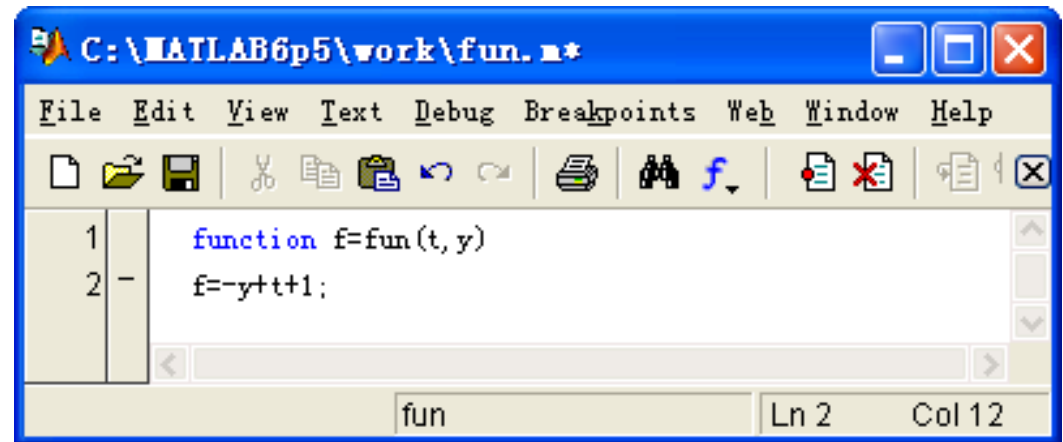 C:\MATLAB6p5\work\fun.m*
File Edit View Text Debug Breakpoints Web Window Help
1 function f=fun(t,y)
2 - f=-y+t+1;
fun Ln 2 Col 12